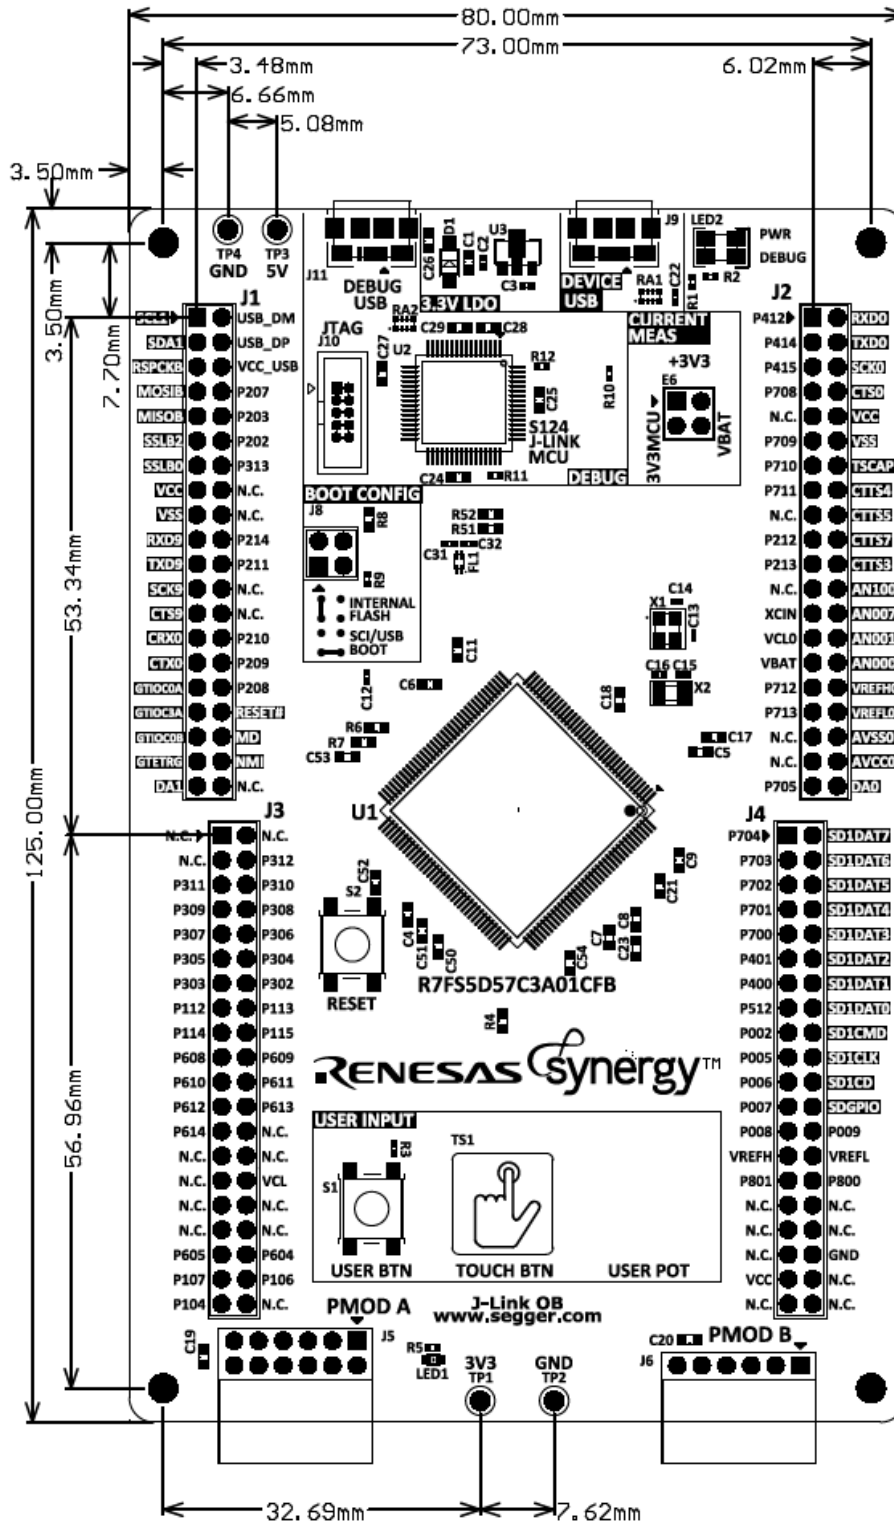 80.00mm
73.00mm
3.48mm
6.02mm
6.66mm
5.08mm
3.50mm
3.50mm
7.70mm
53.34mm
125.00mm
56.96mm
TP4
GND
TP3
5V
J11
DEBUG
USB
C26
D1
C1
C2
U3
C3
3.3V LDO
DEVICE
USB
J9
RA1
C22
R1
LED2
PWR
DEBUG
R2
J1
USB_DM
SDA1 USB_DP
RSPCKB VCC_USB
MOSIB P207
MISOB P203
SSLB2 P202
SSLB0 P313
VCC N.C.
VSS N.C.
RXD9 P214
TXD9 P211
SCK9 N.C.
CTS9 N.C.
CRX0 P210
CTX0 P209
GTIOC0A P208
GTIOC3A RESET#
GTIOC0B MD
GTETRG NMI
DA1 N.C.
JTAG
J10
RA2
C27
U2
C29
C28
R12
C25
R10
S124
J-LINK
MCU
C24
R11
DEBUG
CURRENT
MEAS
+3V3
E6
3V3MCU
VBAT
J2
P412 RXD0
P414 TXD0
P415 SCK0
P708 CTS0
N.C. VCC
P709 VSS
P710 TSCAP
P711 CTTS4
N.C. CTTS5
P212 CTTS7
P213 CTTS3
N.C. AN100
XCIN AN007
VCL0 AN001
VBAT AN000
P712 VREFH0
P713 VREFL0
N.C. AVSS0
N.C. AVCC0
P705 DA0
BOOT CONFIG
J8
R8
R9
INTERNAL
FLASH
SCI/USB
BOOT
R52
R51
C31
C32
FL1
C11
C12
C6
R6
R7
C53
X1
C14
C13
C16
C15
X2
C18
C17
C5
U1
J3
N.C. N.C.
N.C. P312
P311 P310
P309 P308
P307 P306
P305 P304
P303 P302
P112 P113
P114 P115
P608 P609
P610 P611
P612 P613
P614 N.C.
N.C. N.C.
N.C. VCL
N.C. N.C.
N.C. N.C.
P605 P604
P107 P106
P104 N.C.
C52
S2
RESET
C4
C51
C50
C9
C21
C8
C7
C23
C54
R7FS5D57C3A01CFB
R4
J4
P704 SD1DAT7
P703 SD1DAT6
P702 SD1DAT5
P701 SD1DAT4
P700 SD1DAT3
P401 SD1DAT2
P400 SD1DAT1
P512 SD1DAT0
P002 SD1CMD
P005 SD1CLK
P006 SD1CD
P007 SDGPIO
P008 P009
VREFH VREFL
P801 P800
N.C. N.C.
N.C. N.C.
N.C. GND
VCC N.C.
N.C. N.C.
RENESAS synergy™
USER INPUT
R3
S1
TS1
USER BTN TOUCH BTN USER POT
PMOD A
J5
C19
J-Link OB
www.segger.com
R5
LED1
3V3
TP1
GND
TP2
C20
PMOD B
J6
32.69mm
7.62mm